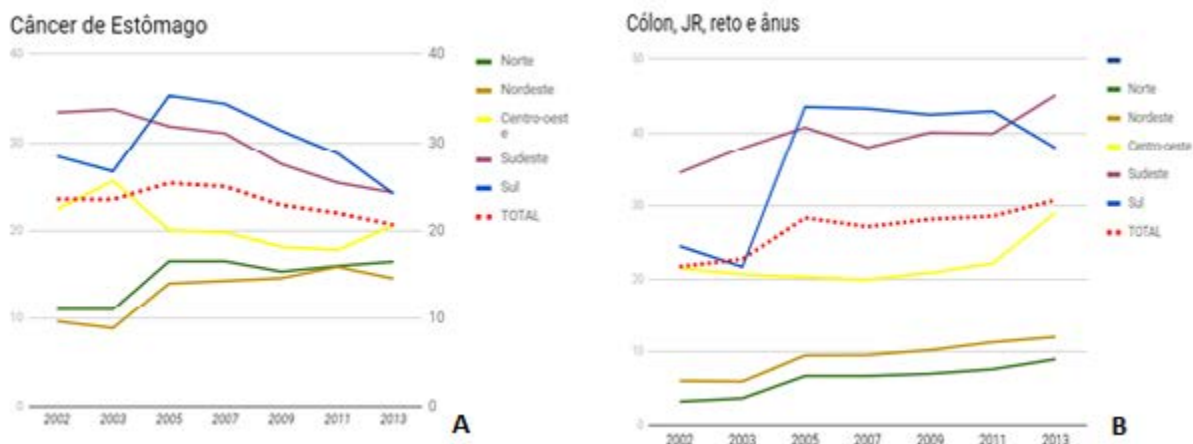 Câncer de Estômago
40
30
20
10
0
40
30
20
10
0
2002 2003 2005 2007 2009 2011 2013
Norte
Nordeste
Centro-oest
e
Sudeste
Sul
TOTAL
A
Cólon, JR, reto e ânus
50
40
30
20
10
0
2002 2003 2005 2007 2009 2011 2013
Norte
Nordeste
Centro-oeste
Sudeste
Sul
TOTAL
B